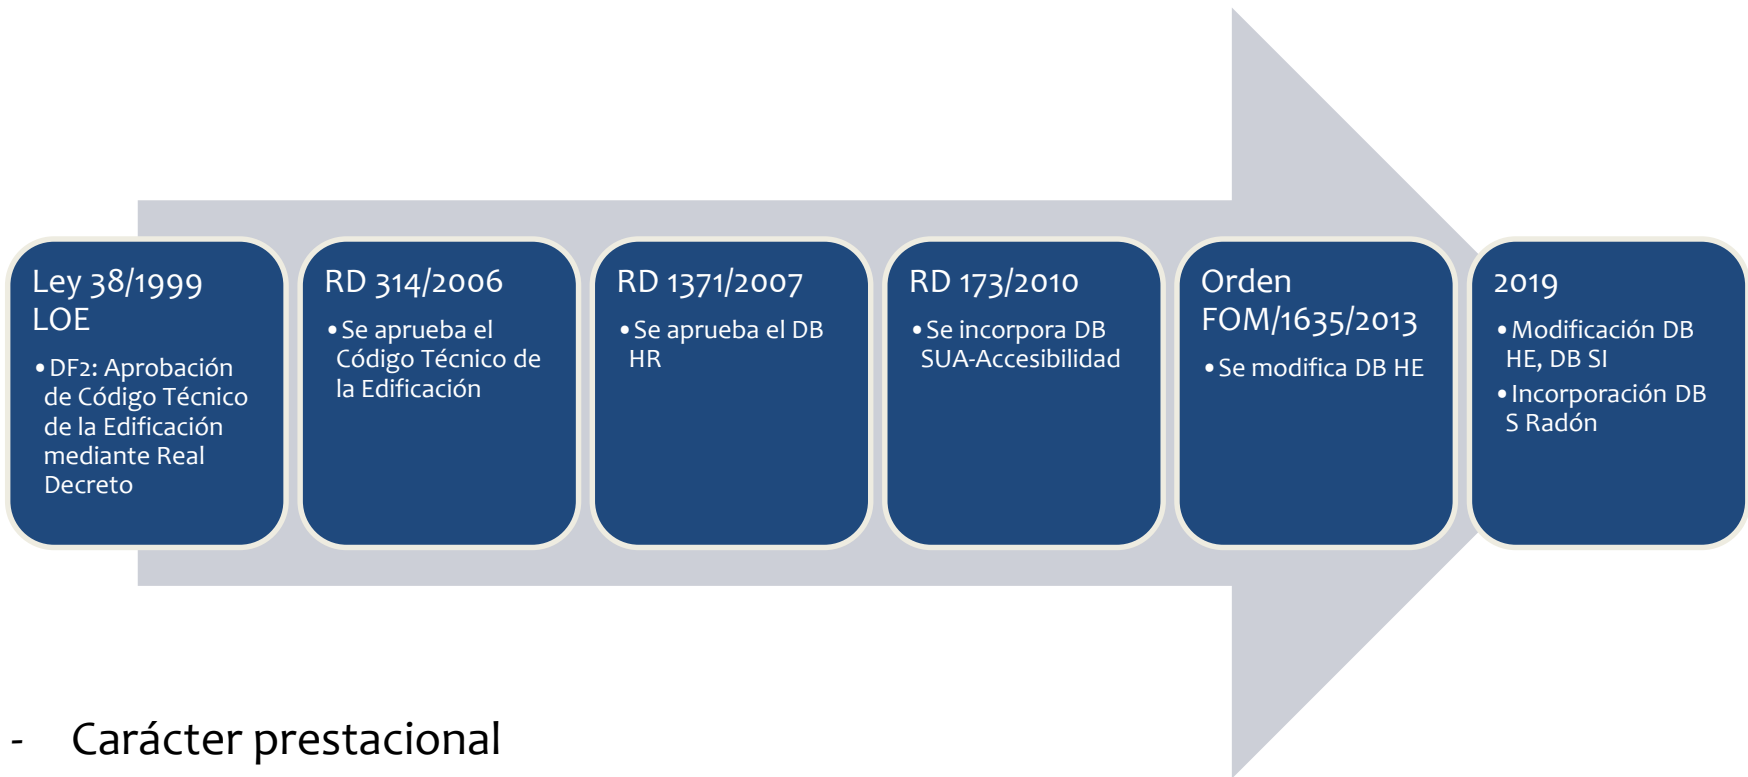 Ley 38/1999
LOE
• DF2: Aprobación
de Código Técnico
de la Edificación
mediante Real
Decreto
RD 314/2006
• Se aprueba el
Código Técnico de
la Edificación
RD 1371/2007
• Se aprueba el DB
HR
RD 173/2010
• Se incorpora DB
SUA-Accesibilidad
Orden
FOM/1635/2013
• Se modifica DB HE
2019
• Modificación DB
HE, DB SI
• Incorporación DB
S Radón
- Carácter prestacional